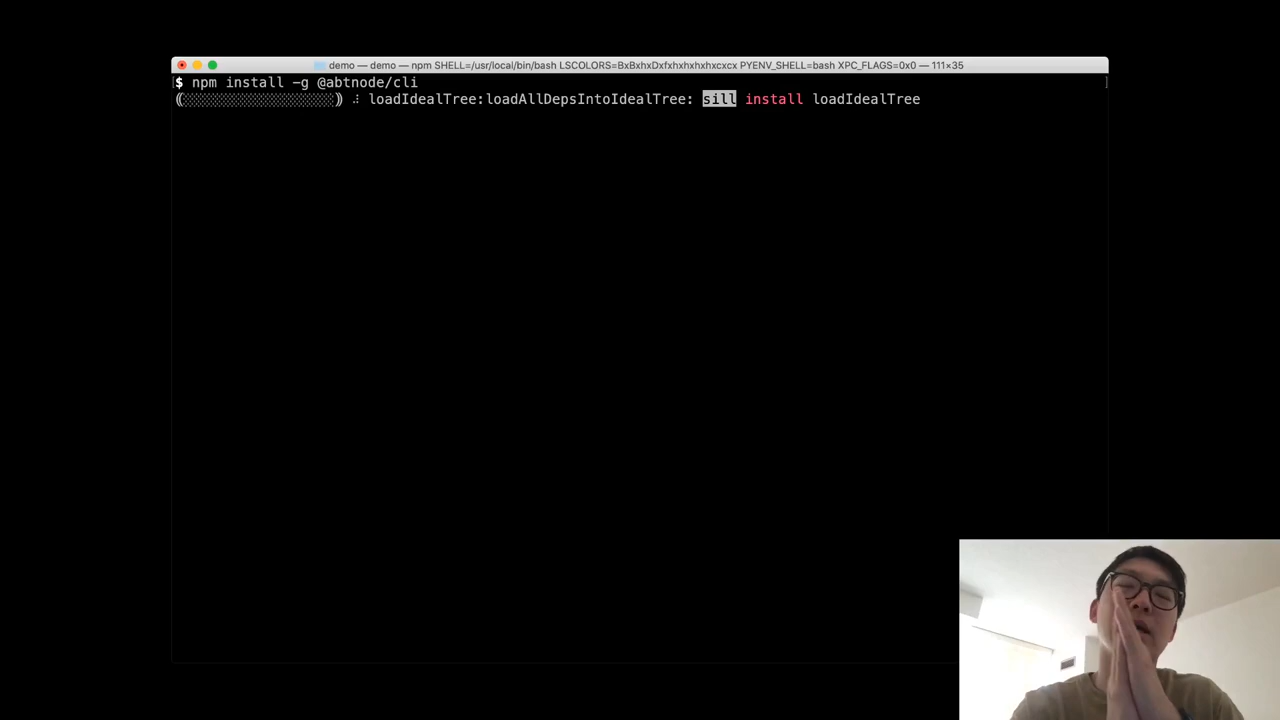 demo — demo — npm SHELL=/usr/local/bin/bash LSCOLORS=BxBxhxDxfxhxhxhxhxcxcx PYENV_SHELL=bash XPC_FLAGS=0x0 — 111×35
$ npm install -g @abtnode/cli
loadIdealTree:loadAllDepsIntoIdealTree: sill install loadIdealTree